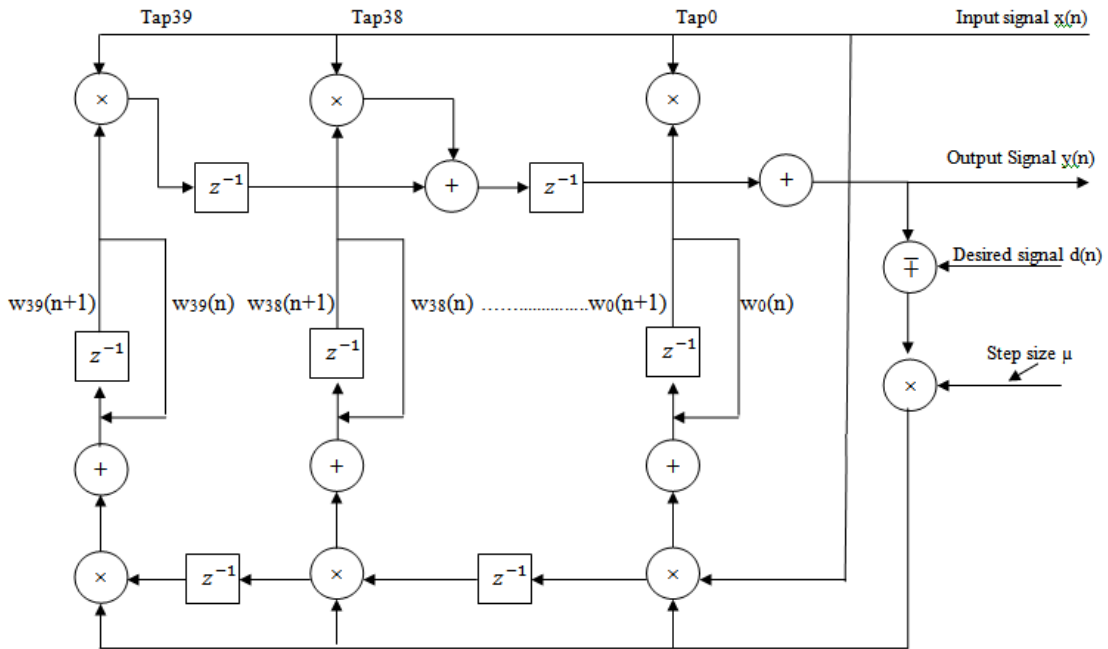 Tap39 Tap38 Tap0 Input signal x(n)
× × ×
Output Signal y(n)
z⁻¹ + z⁻¹ +
∓ Desired signal d(n)
w39(n+1) w39(n) w38(n+1) w38(n) ……..............w0(n+1) w0(n)
z⁻¹ z⁻¹ z⁻¹
Step size μ
×
+ + +
× z⁻¹ × z⁻¹ ×